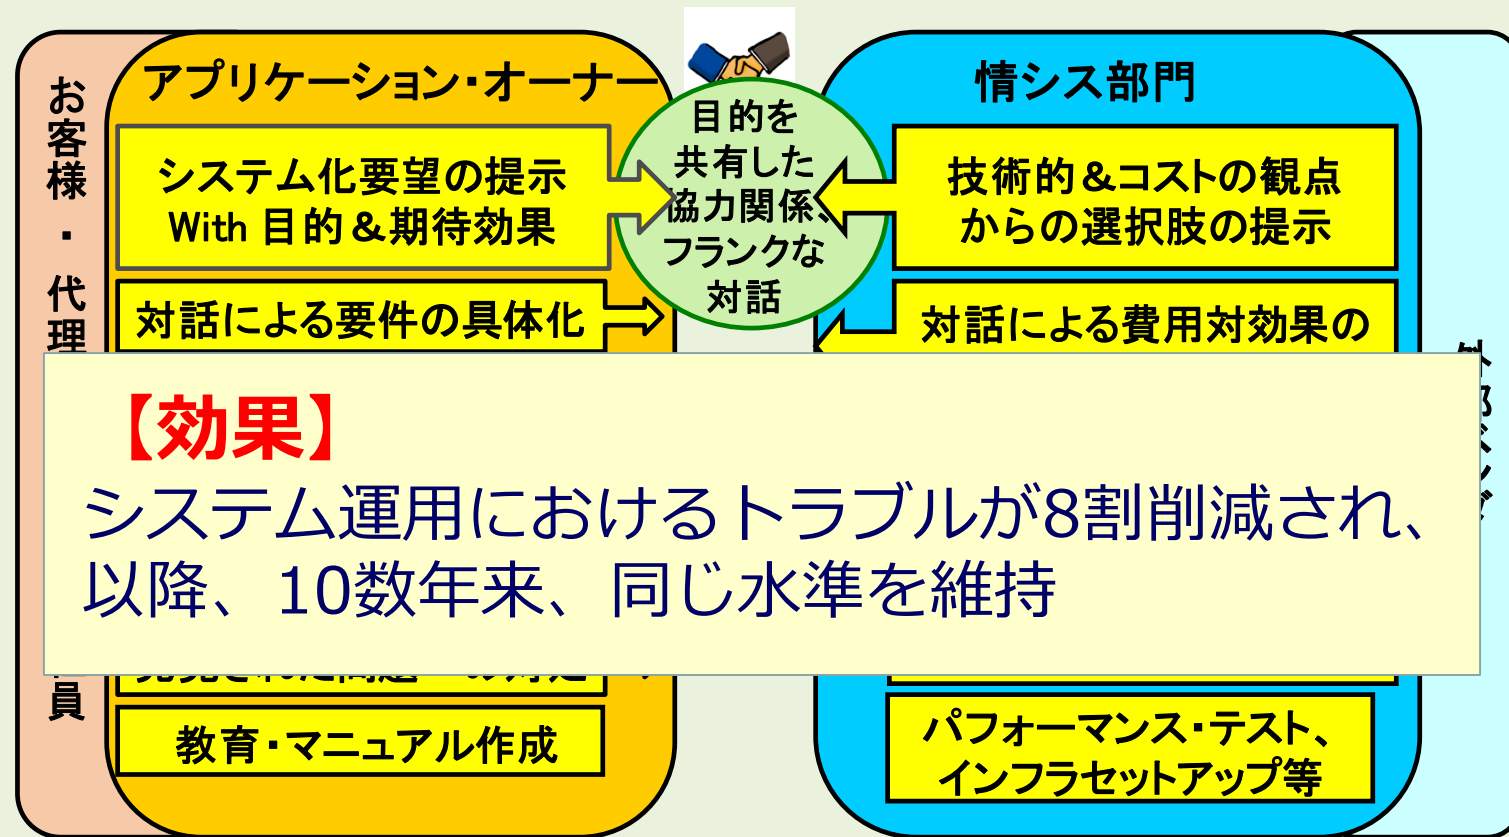 お客様・代理
員
アプリケーション・オーナー
システム化要望の提示
With 目的&期待効果
対話による要件の具体化
目的を
共有した
協力関係、
フランクな
対話
情シス部門
技術的&コストの観点
からの選択肢の提示
対話による費用対効果の
【効果】
システム運用におけるトラブルが8割削減され、
以降、10数年来、同じ水準を維持
教育・マニュアル作成
パフォーマンス・テスト、
インフラセットアップ等